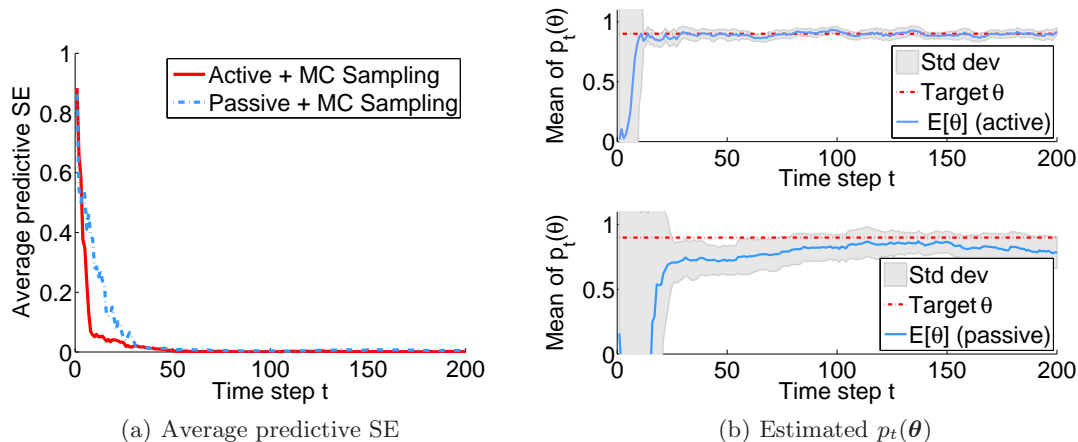 1
0.8
0.6
0.4
0.2
0
Average predictive SE
Active + MC Sampling
Passive + MC Sampling
0
50
100
150
200
Time step t
(a) Average predictive SE
1
0.5
0
Mean of p_t(θ)
Std dev
Target θ
E[θ] (active)
0
50
100
150
200
Time step t
1
0.5
0
Mean of p_t(θ)
Std dev
Target θ
E[θ] (passive)
0
50
100
150
200
Time step t
(b) Estimated p_t(θ)